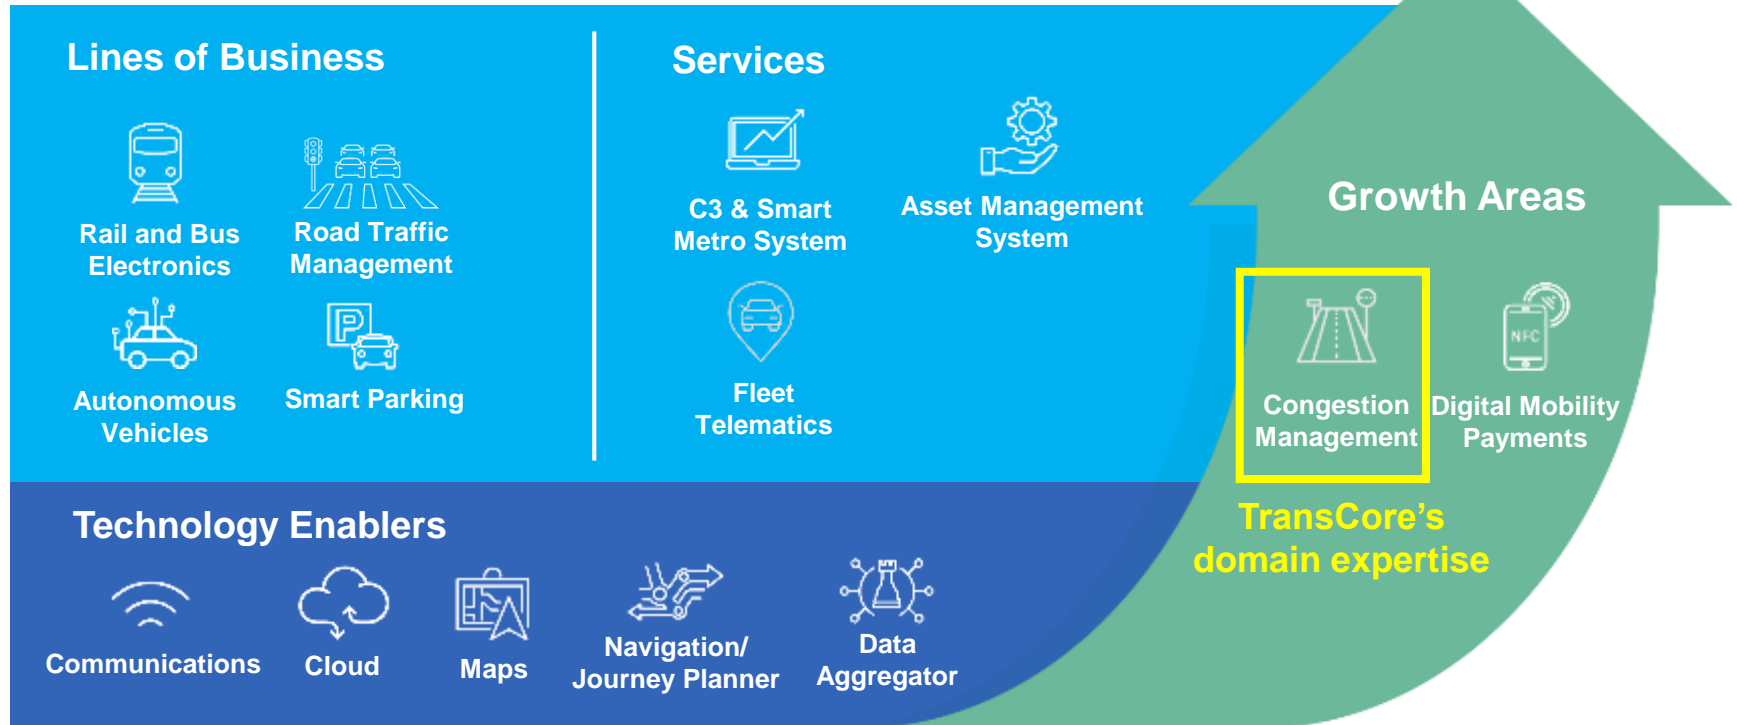 Lines of Business
Rail and Bus
Electronics
Road Traffic
Management
P
Autonomous
Vehicles
Smart Parking
Services
C3 & Smart
Metro System
Asset Management
System
Fleet
Telematics
Growth Areas
NFC
Congestion
Management
Digital Mobility
Payments
TransCore’s
domain expertise
Technology Enablers
Communications
Cloud
Maps
Navigation/
Journey Planner
Data
Aggregator